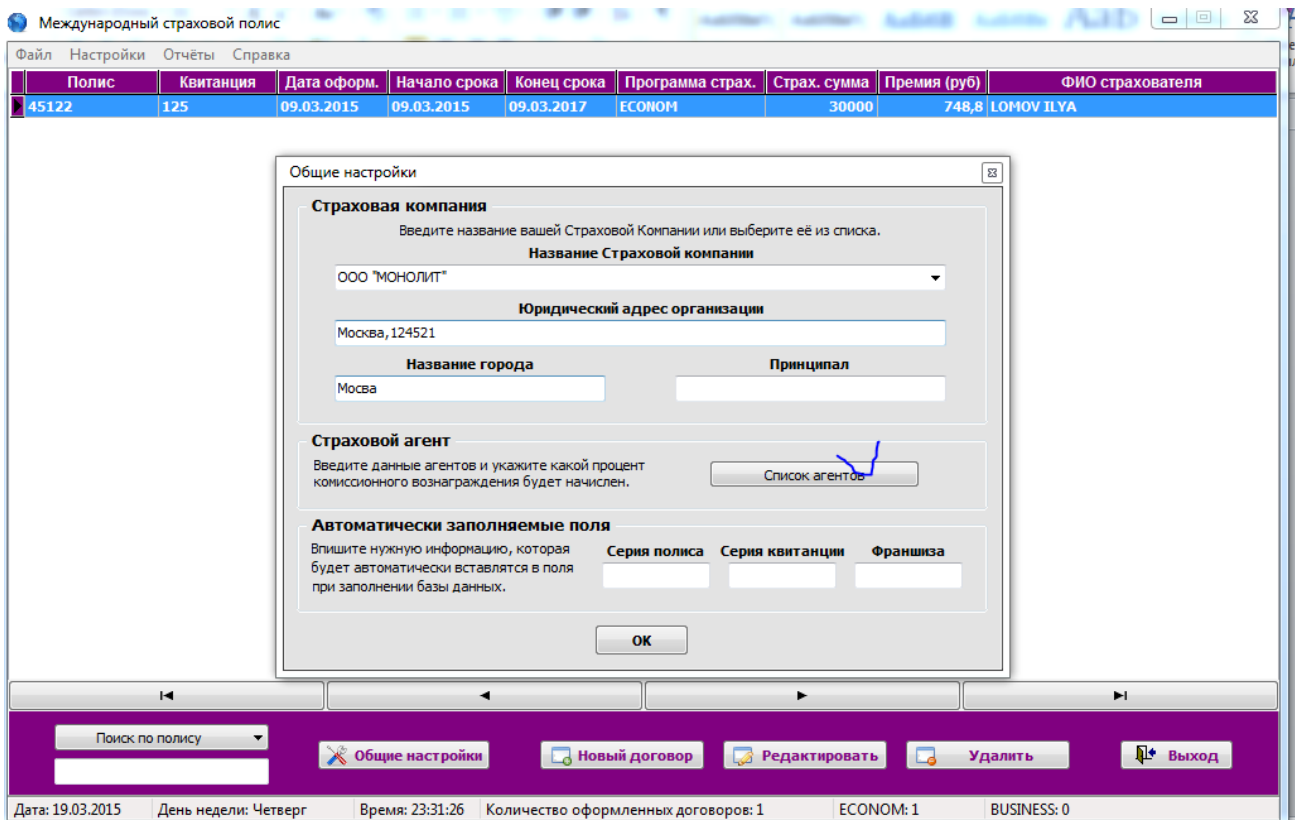 Международный страховой полис
Файл Настройки Отчёты Справка
Полис Квитанция Дата оформ. Начало срока Конец срока Программа страх. Страх. сумма Премия (руб) ФИО страхователя
45122 125 09.03.2015 09.03.2015 09.03.2017 ECONOM 30000 748,8 LOMOV ILYA
Общие настройки
Страховая компания
Введите название вашей Страховой Компании или выберите её из списка.
Название Страховой компании
ООО "МОНОЛИТ"
Юридический адрес организации
Москва,124521
Название города Принципал
Мосва
Страховой агент
Введите данные агентов и укажите какой процент
комиссионного вознаграждения будет начислен.
Список агентов
Автоматически заполняемые поля
Впишите нужную информацию, которая
будет автоматически вставлятся в поля
при заполнении базы данных.
Серия полиса Серия квитанции Франшиза
ОК
Поиск по полису
Общие настройки Новый договор Редактировать Удалить Выход
Дата: 19.03.2015 День недели: Четверг Время: 23:31:26 Количество оформленных договоров: 1 ECONOM: 1 BUSINESS: 0